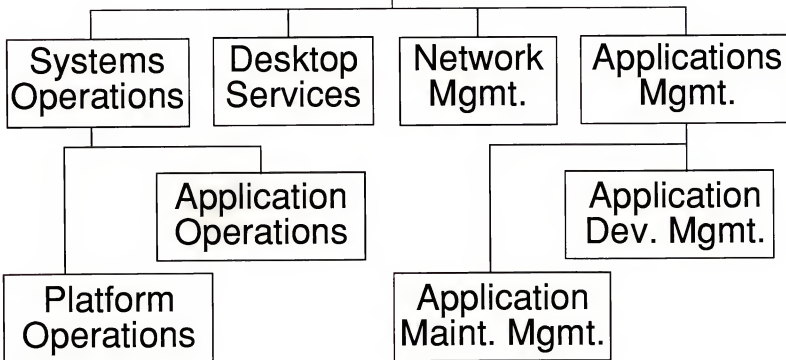 Systems
Operations
Desktop
Services
Network
Mgmt.
Applications
Mgmt.
Application
Operations
Application
Dev. Mgmt.
Platform
Operations
Application
Maint. Mgmt.